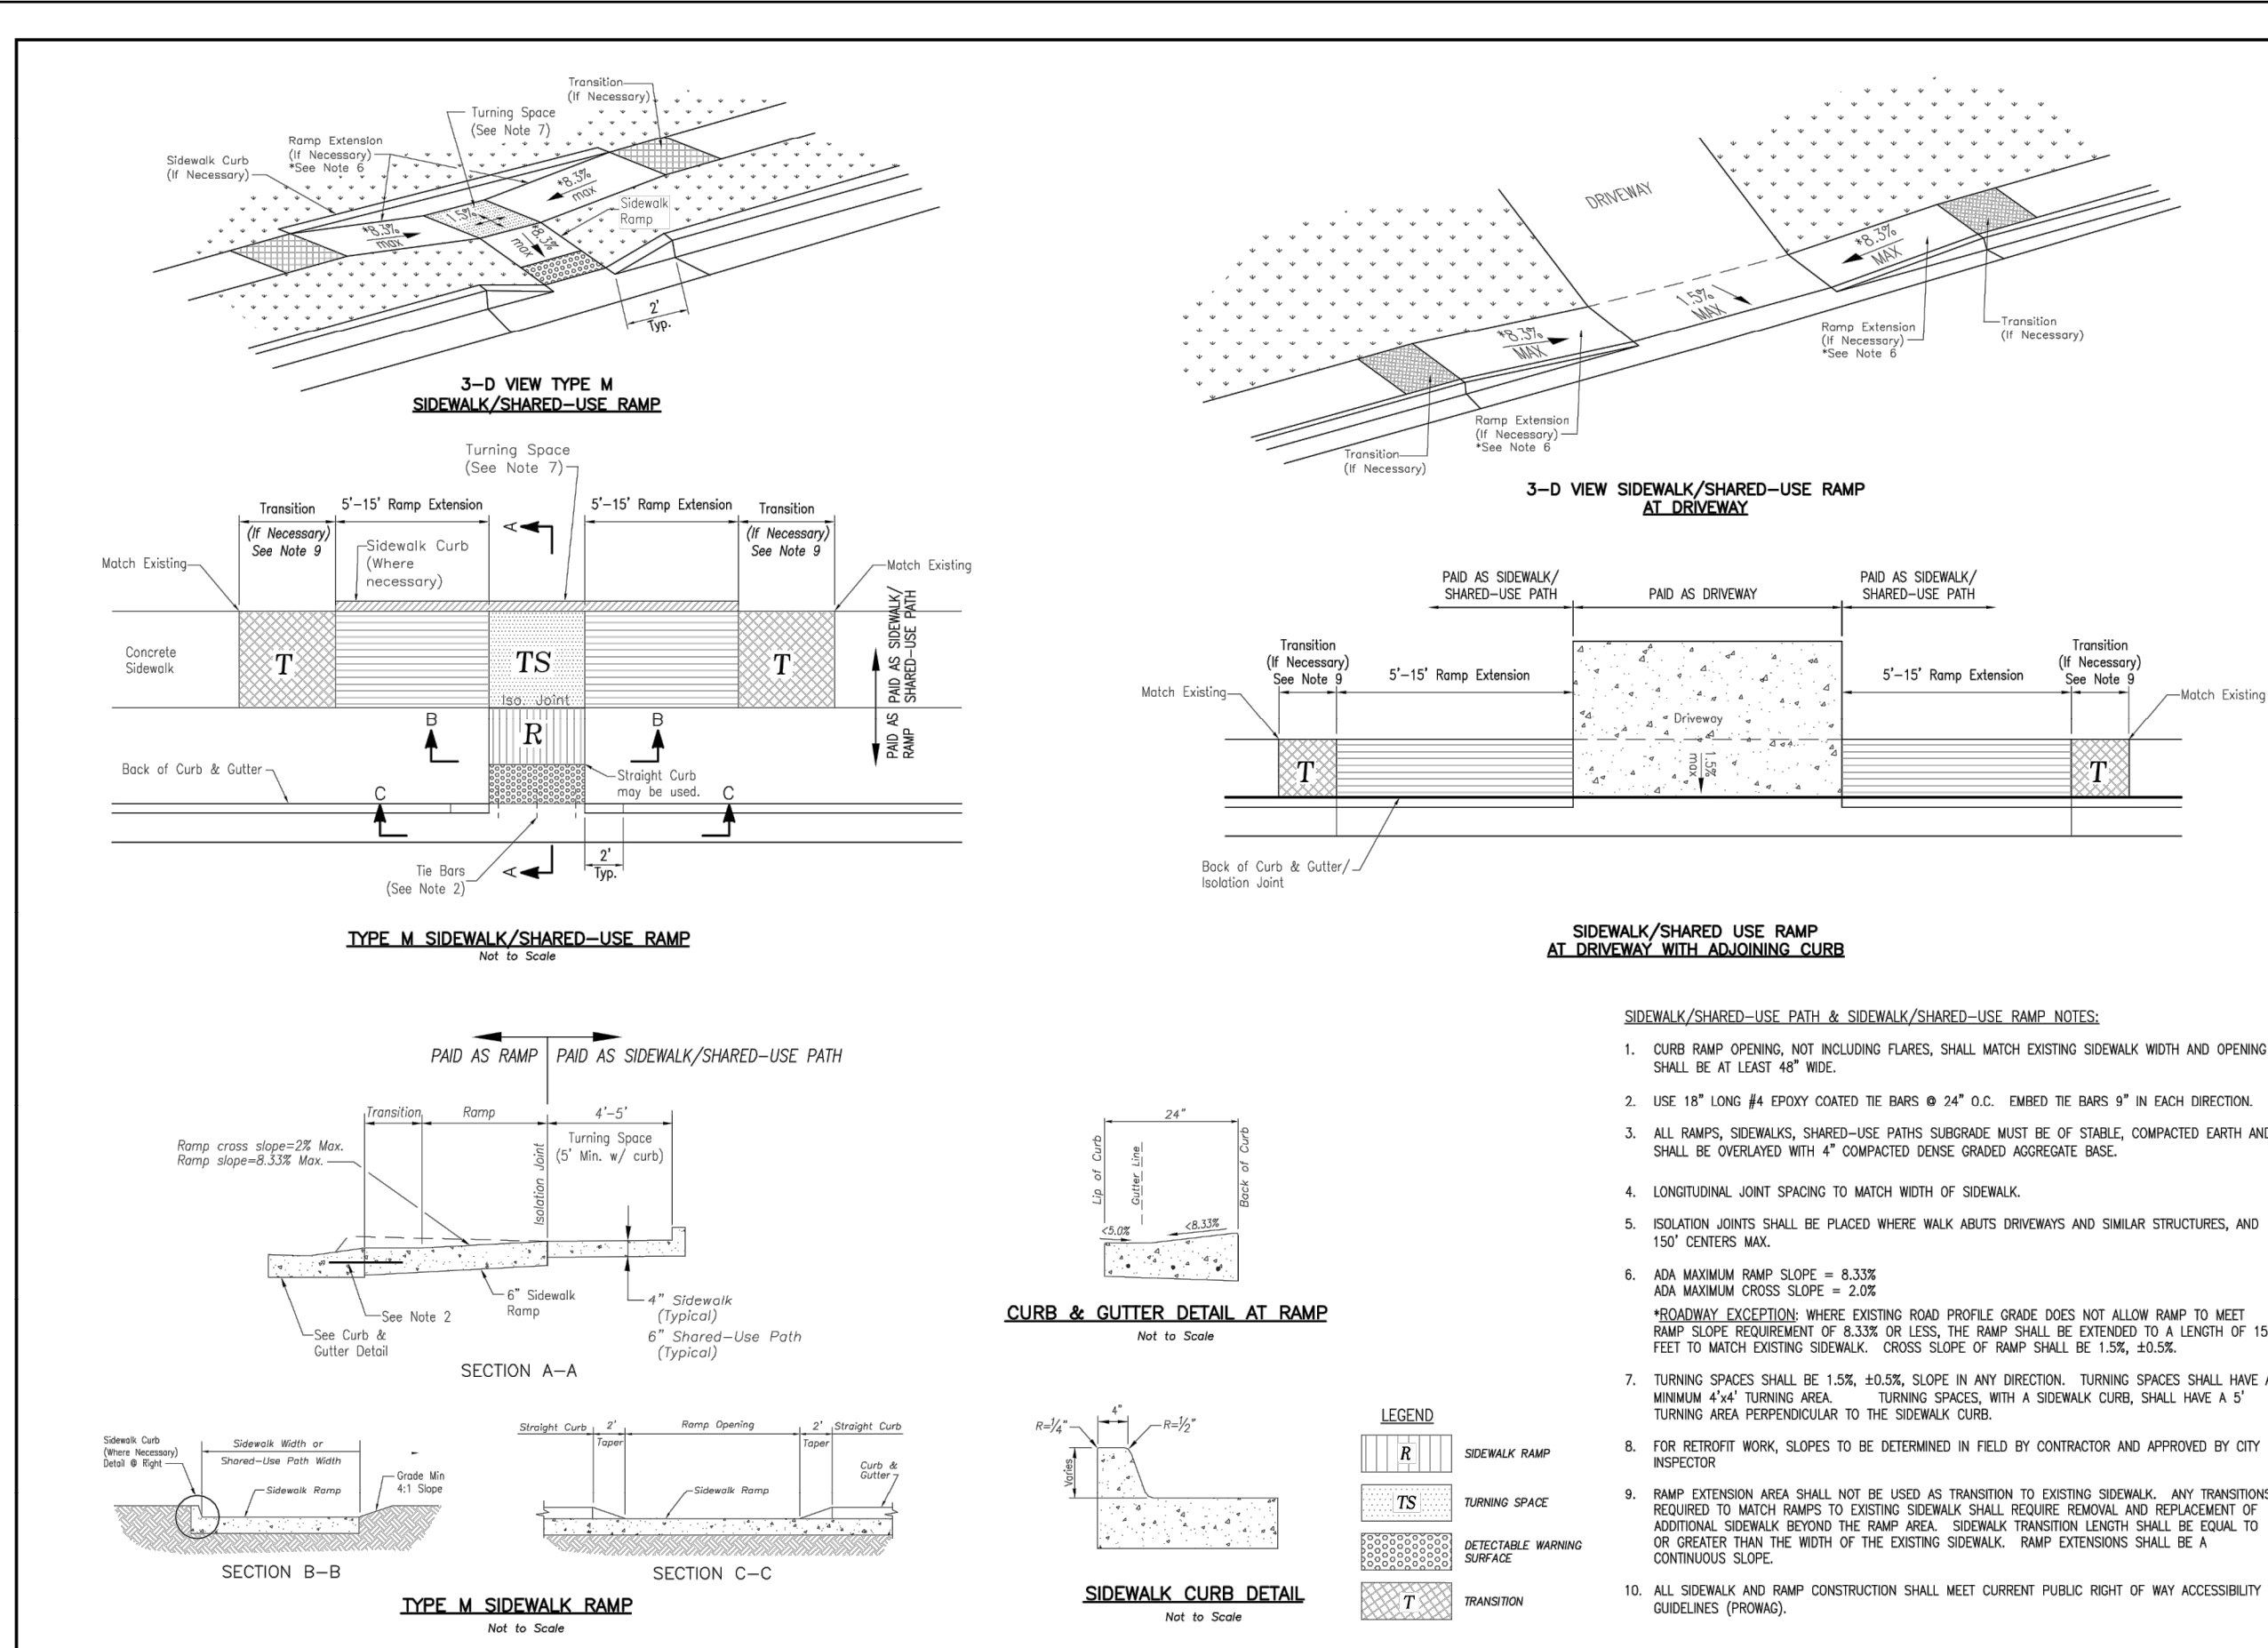 Transition
(If Necessary)
Turning Space
(See Note 7)
Ramp Extension
(If Necessary)
*See Note 6
Sidewalk Curb
(If Necessary)
*8.3%
max
1.5%
Sidewalk
Ramp
*8.3%
max
*8.3%
max
2'
Typ.
3-D VIEW TYPE M
SIDEWALK/SHARED-USE RAMP
DRIVEWAY
*8.3%
MAX
1.5%
MAX
*8.3%
MAX
Ramp Extension
(If Necessary)
*See Note 6
Transition
(If Necessary)
Ramp Extension
(If Necessary)
*See Note 6
Transition
(If Necessary)
3-D VIEW SIDEWALK/SHARED-USE RAMP
AT DRIVEWAY
Turning Space
(See Note 7)
Transition
(If Necessary)
See Note 9
5'-15' Ramp Extension
A
5'-15' Ramp Extension
Transition
(If Necessary)
See Note 9
Match Existing
Sidewalk Curb
(Where
necessary)
Match Existing
Concrete
Sidewalk
T
TS
T
Iso. Joint
PAID AS SIDEWALK/
SHARED-USE PATH
PAID AS
RAMP
B
R
B
Back of Curb & Gutter
Straight Curb
may be used.
C
C
Tie Bars
(See Note 2)
A
2'
Typ.
TYPE M SIDEWALK/SHARED-USE RAMP
Not to Scale
PAID AS SIDEWALK/
SHARED-USE PATH
PAID AS DRIVEWAY
PAID AS SIDEWALK/
SHARED-USE PATH
Transition
(If Necessary)
See Note 9
5'-15' Ramp Extension
5'-15' Ramp Extension
Transition
(If Necessary)
See Note 9
Match Existing
Match Existing
Driveway
1.5%
max
T
T
Back of Curb & Gutter/
Isolation Joint
SIDEWALK/SHARED USE RAMP
AT DRIVEWAY WITH ADJOINING CURB
PAID AS RAMP
PAID AS SIDEWALK/SHARED-USE PATH
Transition
Ramp
4'-5'
Ramp cross slope=2% Max.
Ramp slope=8.33% Max.
Isolation Joint
Turning Space
(5' Min. w/ curb)
6" Sidewalk
Ramp
See Note 2
See Curb &
Gutter Detail
4" Sidewalk
(Typical)
6" Shared-Use Path
(Typical)
SECTION A-A
24"
Lip of Curb
Gutter Line
Back of Curb
<5.0%
<8.33%
CURB & GUTTER DETAIL AT RAMP
Not to Scale
Sidewalk Curb
(Where Necessary)
Detail @ Right
Sidewalk Width or
Shared-Use Path Width
Sidewalk Ramp
Grade Min
4:1 Slope
SECTION B-B
Straight Curb
2'
Taper
Ramp Opening
2'
Taper
Straight Curb
Curb &
Gutter
Sidewalk Ramp
SECTION C-C
TYPE M SIDEWALK RAMP
Not to Scale
4"
R=1/4"
R=1/2"
Varies
SIDEWALK CURB DETAIL
Not to Scale
LEGEND
R SIDEWALK RAMP
TS TURNING SPACE
DETECTABLE WARNING
SURFACE
T TRANSITION
SIDEWALK/SHARED-USE PATH & SIDEWALK/SHARED-USE RAMP NOTES:
1. CURB RAMP OPENING, NOT INCLUDING FLARES, SHALL MATCH EXISTING SIDEWALK WIDTH AND OPENING
SHALL BE AT LEAST 48" WIDE.
2. USE 18" LONG #4 EPOXY COATED TIE BARS @ 24" O.C. EMBED TIE BARS 9" IN EACH DIRECTION.
3. ALL RAMPS, SIDEWALKS, SHARED-USE PATHS SUBGRADE MUST BE OF STABLE, COMPACTED EARTH AND
SHALL BE OVERLAYED WITH 4" COMPACTED DENSE GRADED AGGREGATE BASE.
4. LONGITUDINAL JOINT SPACING TO MATCH WIDTH OF SIDEWALK.
5. ISOLATION JOINTS SHALL BE PLACED WHERE WALK ABUTS DRIVEWAYS AND SIMILAR STRUCTURES, AND
150' CENTERS MAX.
6. ADA MAXIMUM RAMP SLOPE = 8.33%
ADA MAXIMUM CROSS SLOPE = 2.0%
*ROADWAY EXCEPTION: WHERE EXISTING ROAD PROFILE GRADE DOES NOT ALLOW RAMP TO MEET
RAMP SLOPE REQUIREMENT OF 8.33% OR LESS, THE RAMP SHALL BE EXTENDED TO A LENGTH OF 15
FEET TO MATCH EXISTING SIDEWALK. CROSS SLOPE OF RAMP SHALL BE 1.5%, ±0.5%.
7. TURNING SPACES SHALL BE 1.5%, ±0.5%, SLOPE IN ANY DIRECTION. TURNING SPACES SHALL HAVE A
MINIMUM 4'x4' TURNING AREA. TURNING SPACES, WITH A SIDEWALK CURB, SHALL HAVE A 5'
TURNING AREA PERPENDICULAR TO THE SIDEWALK CURB.
8. FOR RETROFIT WORK, SLOPES TO BE DETERMINED IN FIELD BY CONTRACTOR AND APPROVED BY CITY
INSPECTOR
9. RAMP EXTENSION AREA SHALL NOT BE USED AS TRANSITION TO EXISTING SIDEWALK. ANY TRANSITIONS
REQUIRED TO MATCH RAMPS TO EXISTING SIDEWALK SHALL REQUIRE REMOVAL AND REPLACEMENT OF
ADDITIONAL SIDEWALK BEYOND THE RAMP AREA. SIDEWALK TRANSITION LENGTH SHALL BE EQUAL TO
OR GREATER THAN THE WIDTH OF THE EXISTING SIDEWALK. RAMP EXTENSIONS SHALL BE A
CONTINUOUS SLOPE.
10. ALL SIDEWALK AND RAMP CONSTRUCTION SHALL MEET CURRENT PUBLIC RIGHT OF WAY ACCESSIBILITY
GUIDELINES (PROWAG).